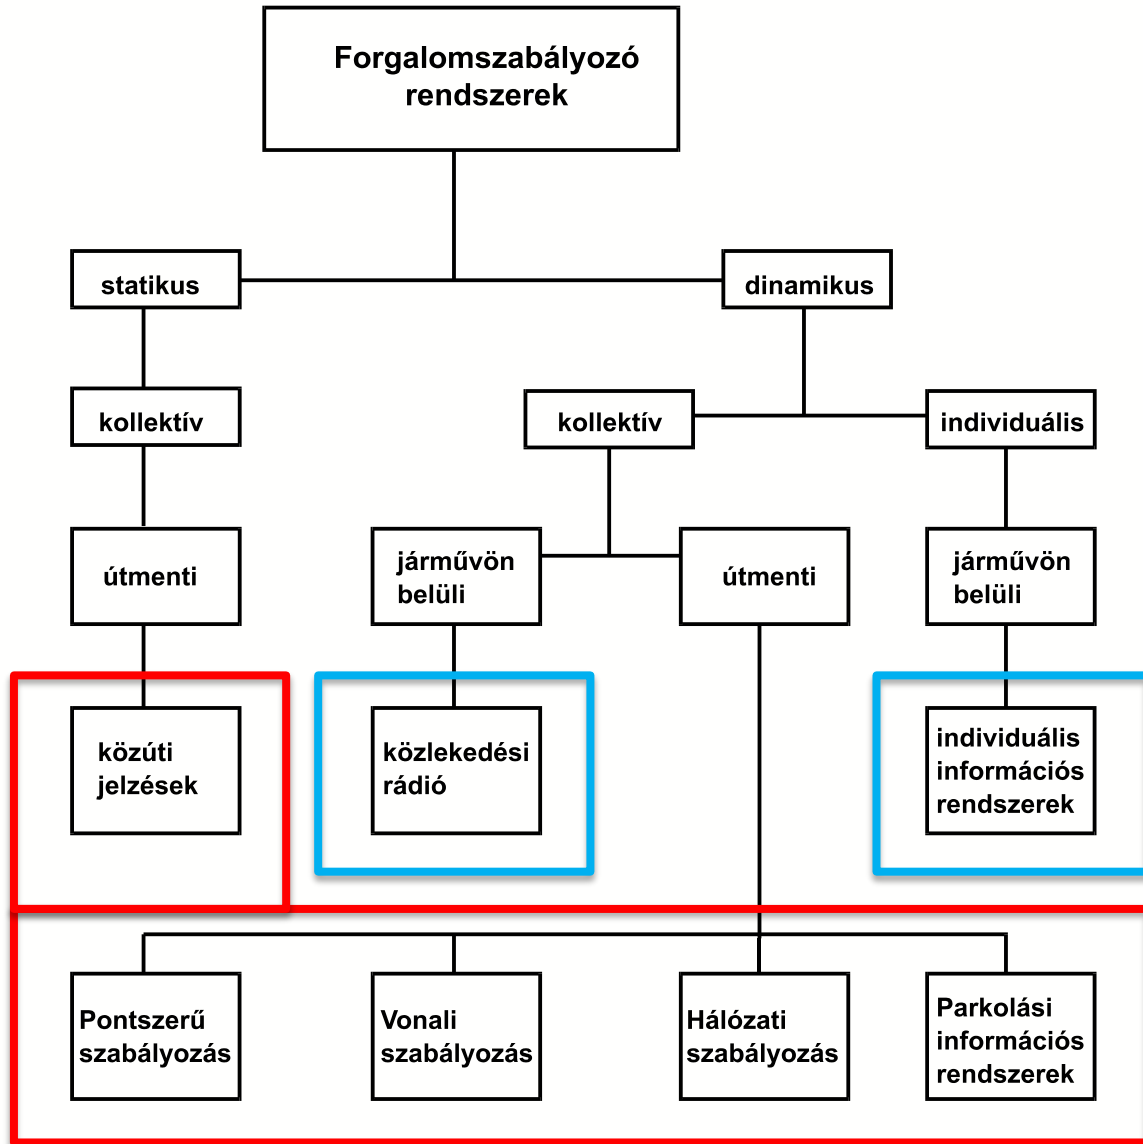 Forgalomszabályozó
rendszerek
statikus
dinamikus
kollektív
kollektív
individuális
útmenti
járművön
belüli
útmenti
járművön
belüli
közúti
jelzések
közlekedési
rádió
individuális
információs
rendszerek
Pontszerű
szabályozás
Vonali
szabályozás
Hálózati
szabályozás
Parkolási
információs
rendszerek